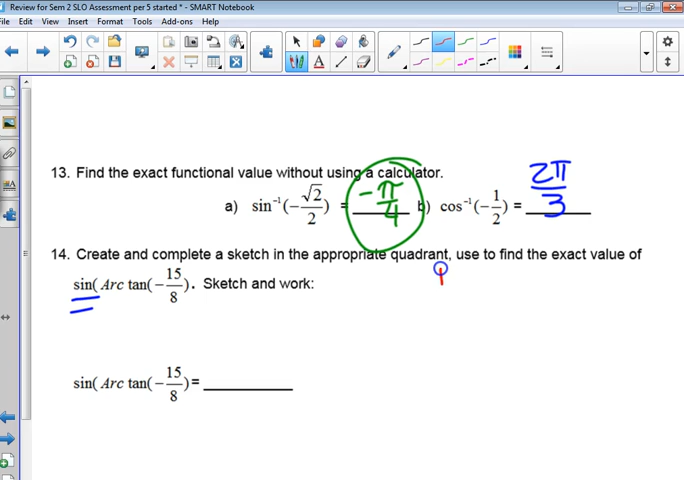 Review for Sem 2 SLO Assessment per 5 started * - SMART Notebook
File Edit View Insert Format Tools Add-ons Help
13. Find the exact functional value without using a calculator.
a) sin⁻¹(−√2/2) = −π/4 b) cos⁻¹(−1/2) = 2π/3
14. Create and complete a sketch in the appropriate quadrant, use to find the exact value of
sin( Arc tan(−15/8). Sketch and work:
sin( Arc tan(−15/8)= ________